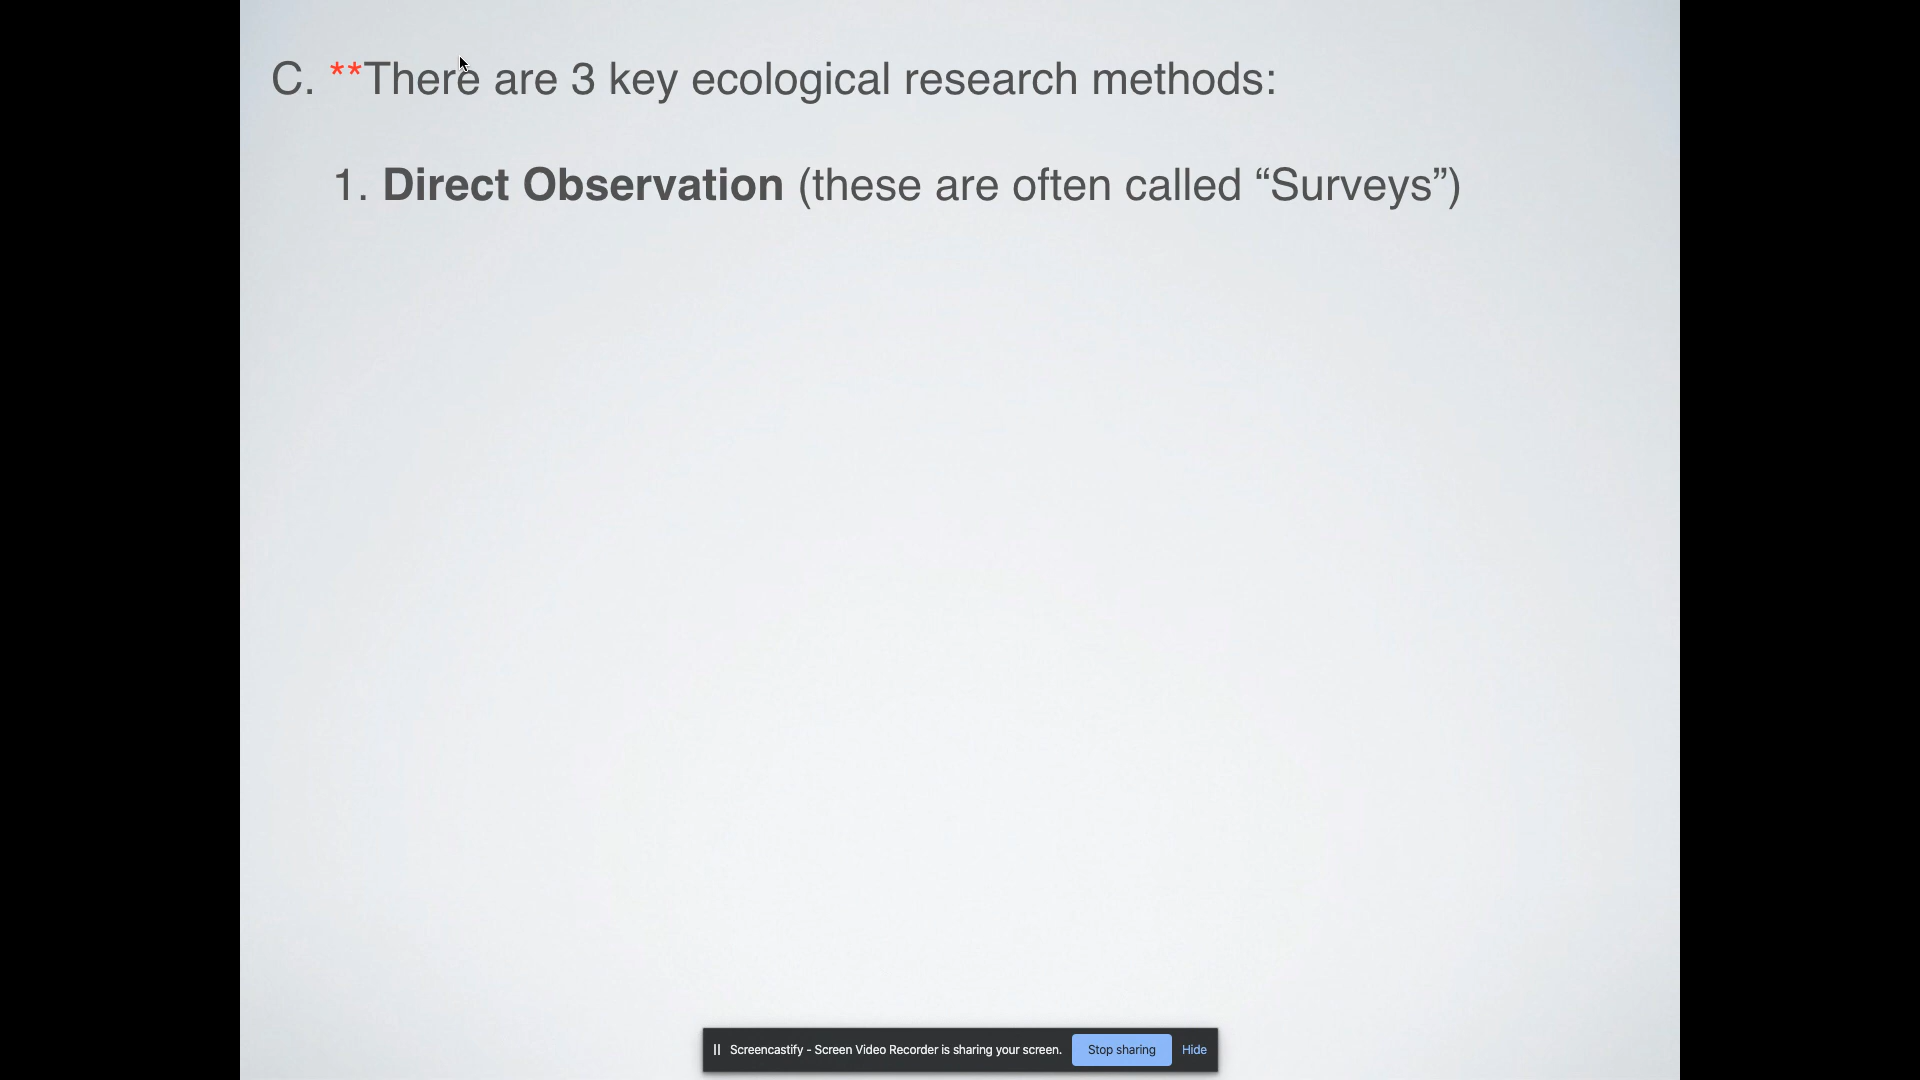 C. **There are 3 key ecological research methods:
1. Direct Observation (these are often called “Surveys”)
Screencastify - Screen Video Recorder is sharing your screen. Stop sharing Hide